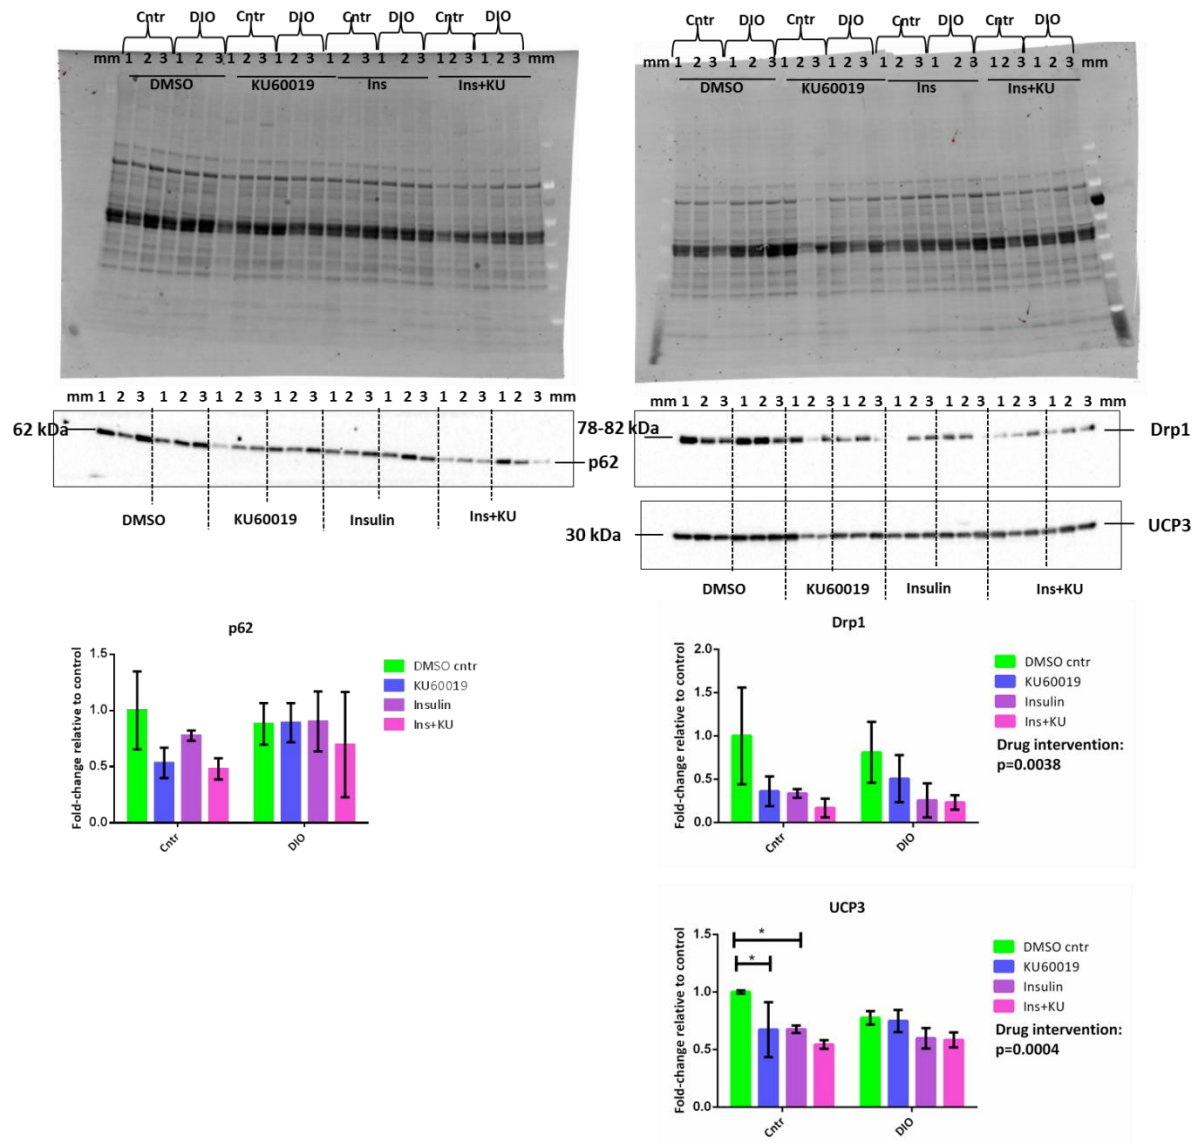 Cntr DIO Cntr DIO Cntr DIO Cntr DIO
mm 1 2 3 1 2 3 1 2 3 1 2 3 1 2 3 1 2 3 1 2 3 1 2 3 mm
DMSO KU60019 Ins Ins+KU
Cntr DIO Cntr DIO Cntr DIO Cntr DIO
mm 1 2 3 1 2 3 1 2 3 1 2 3 1 2 3 1 2 3 1 2 3 1 2 3 mm
DMSO KU60019 Ins Ins+KU
mm 1 2 3 1 2 3 1 2 3 1 2 3 1 2 3 1 2 3 1 2 3 1 2 3 mm
62 kDa
p62
DMSO KU60019 Insulin Ins+KU
mm 1 2 3 1 2 3 1 2 3 1 2 3 1 2 3 1 2 3 1 2 3 1 2 3 mm
78-82 kDa
Drp1
30 kDa
UCP3
DMSO KU60019 Insulin Ins+KU
p62
Fold-change relative to control
1.5
1.0
0.5
0.0
Cntr DIO
DMSO cntr
KU60019
Insulin
Ins+KU
Drp1
Fold-change relative to control
2.0
1.5
1.0
0.5
0.0
Cntr DIO
DMSO cntr
KU60019
Insulin
Ins+KU
Drug intervention:
p=0.0038
UCP3
Fold-change relative to control
1.5
1.0
0.5
0.0
*
*
Cntr DIO
DMSO cntr
KU60019
Insulin
Ins+KU
Drug intervention:
p=0.0004